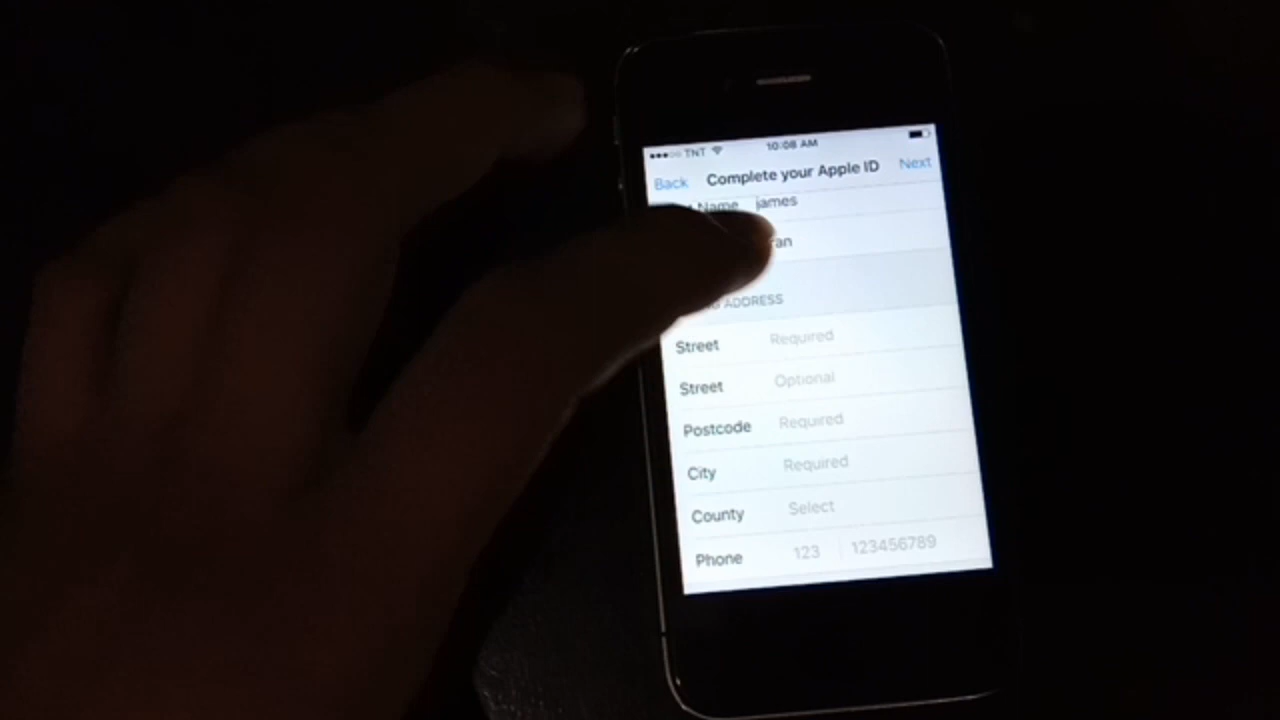 TNT 10:08 AM
Back Complete your Apple ID Next
Name james
ADDRESS
Street Required
Street Optional
Postcode Required
City Required
County Select
Phone 123 123456789